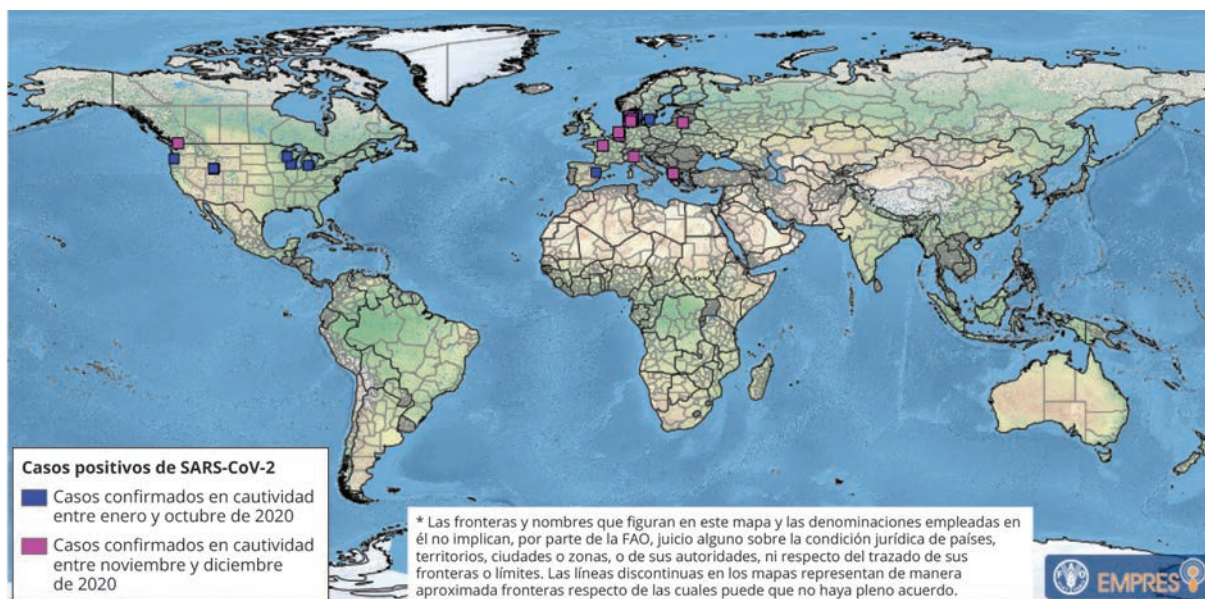 Casos positivos de SARS-CoV-2
Casos confirmados en cautividad
entre enero y octubre de 2020
Casos confirmados en cautividad
entre noviembre y diciembre
de 2020
* Las fronteras y nombres que figuran en este mapa y las denominaciones empleadas en
él no implican, por parte de la FAO, juicio alguno sobre la condición jurídica de países,
territorios, ciudades o zonas, o de sus autoridades, ni respecto del trazado de sus
fronteras o límites. Las líneas discontinuas en los mapas representan de manera
aproximada fronteras respecto de las cuales puede que no haya pleno acuerdo.
EMPRES